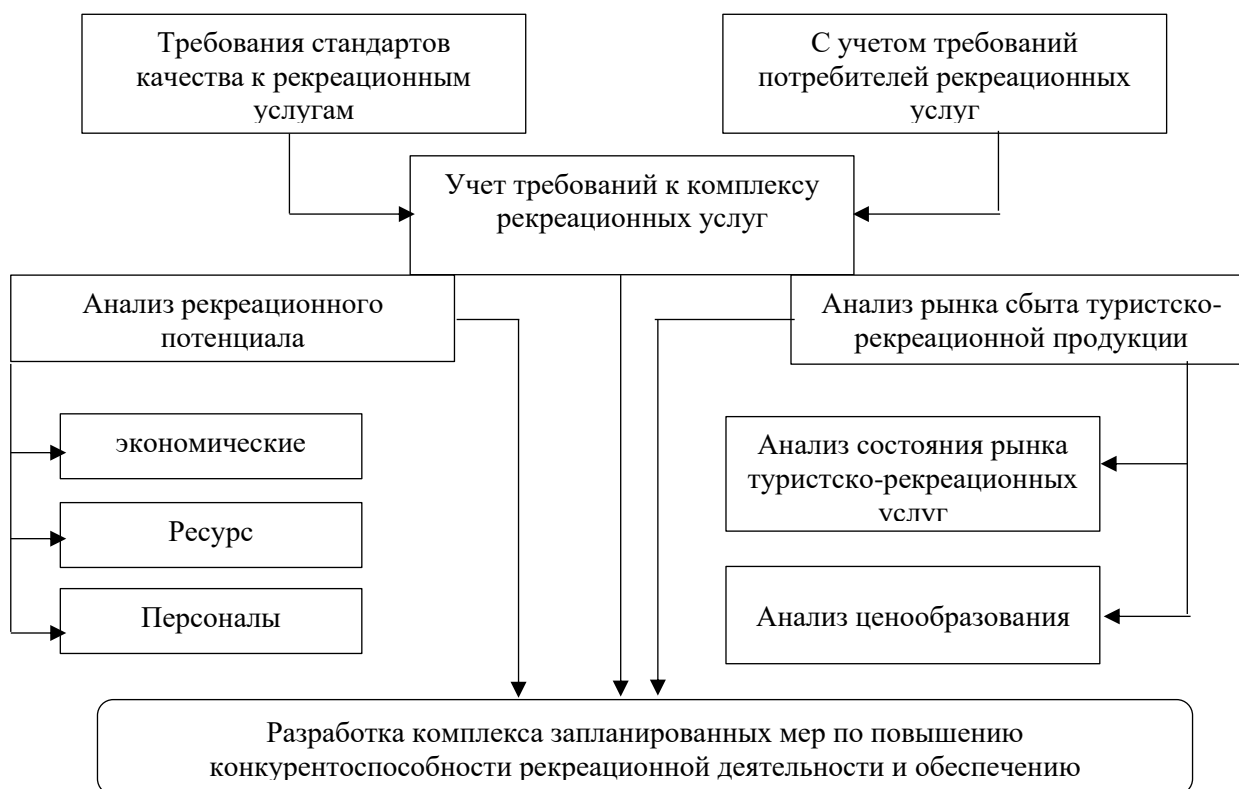 Требования стандартов
качества к рекреационным
услугам
С учетом требований
потребителей рекреационных
услуг
Учет требований к комплексу
рекреационных услуг
Анализ рекреационного
потенциала
Анализ рынка сбыта туристско-
рекреационной продукции
экономические
Ресурс
Персоналы
Анализ состояния рынка
туристско-рекреационных
услуг
Анализ ценообразования
Разработка комплекса запланированных мер по повышению
конкурентоспособности рекреационной деятельности и обеспечению